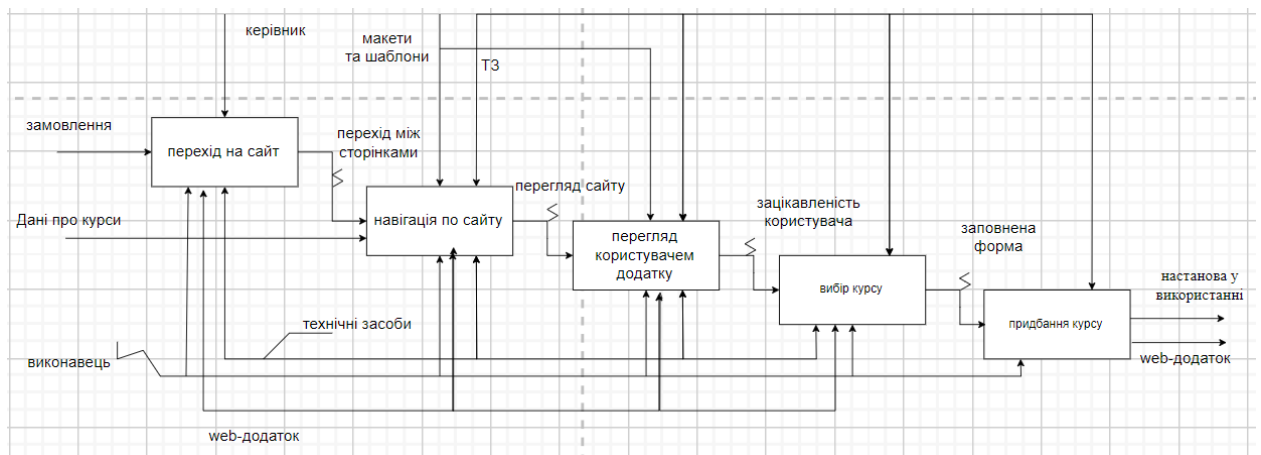 керівник
макети
та шаблони
ТЗ
замовлення
перехід на сайт
перехід між
сторінками
Дані про курси
навігація по сайту
перегляд сайту
перегляд
користувачем
додатку
зацікавленість
користувача
вибір курсу
заповнена
форма
придбання курсу
настанова у
використанні
web-додаток
технічні засоби
виконавець
web-додаток